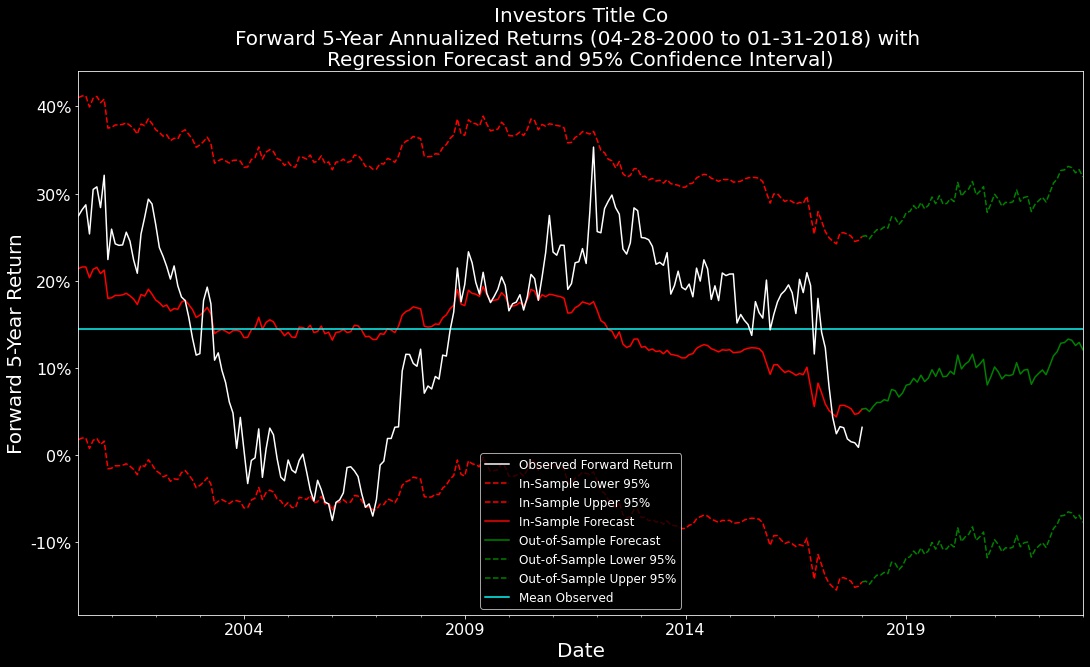 Investors Title Co
Forward 5-Year Annualized Returns (04-28-2000 to 01-31-2018) with
Regression Forecast and 95% Confidence Interval)
40%
30%
20%
10%
0%
-10%
Forward 5-Year Return
Observed Forward Return
In-Sample Lower 95%
In-Sample Upper 95%
In-Sample Forecast
Out-of-Sample Forecast
Out-of-Sample Lower 95%
Out-of-Sample Upper 95%
Mean Observed
2004
2009
2014
2019
Date